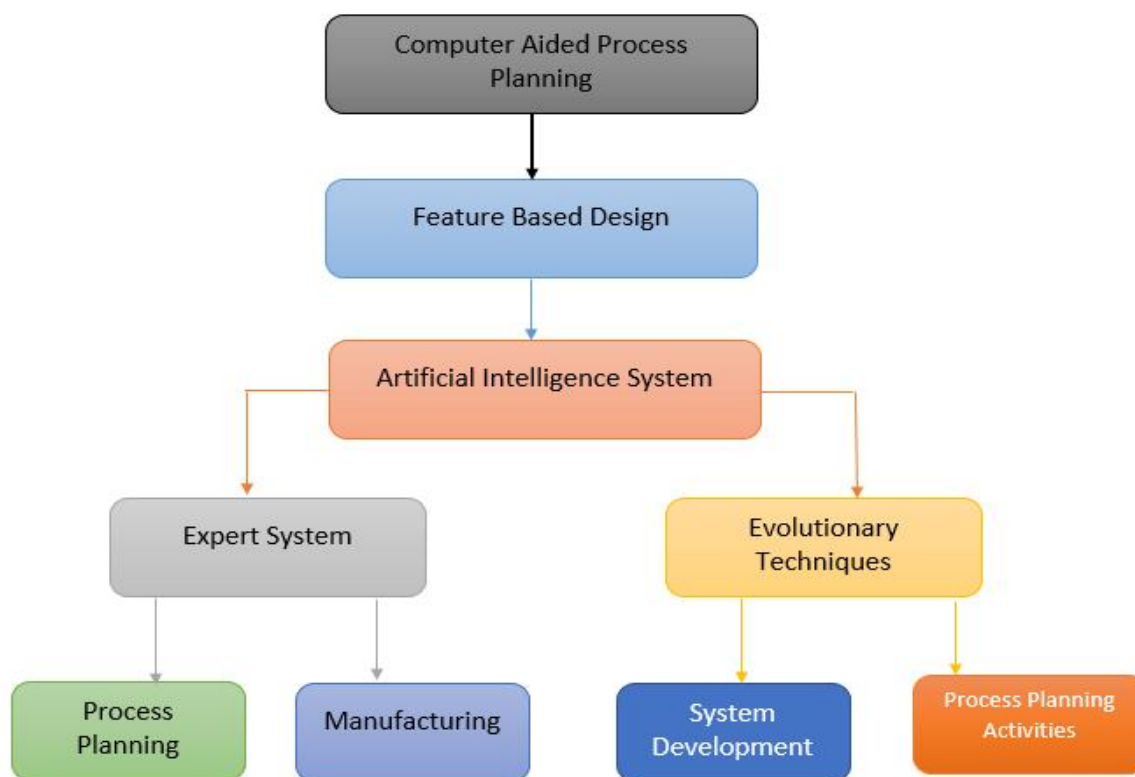 Computer Aided Process
Planning
Feature Based Design
Artificial Intelligence System
Expert System
Evolutionary
Techniques
Process
Planning
Manufacturing
System
Development
Process Planning
Activities